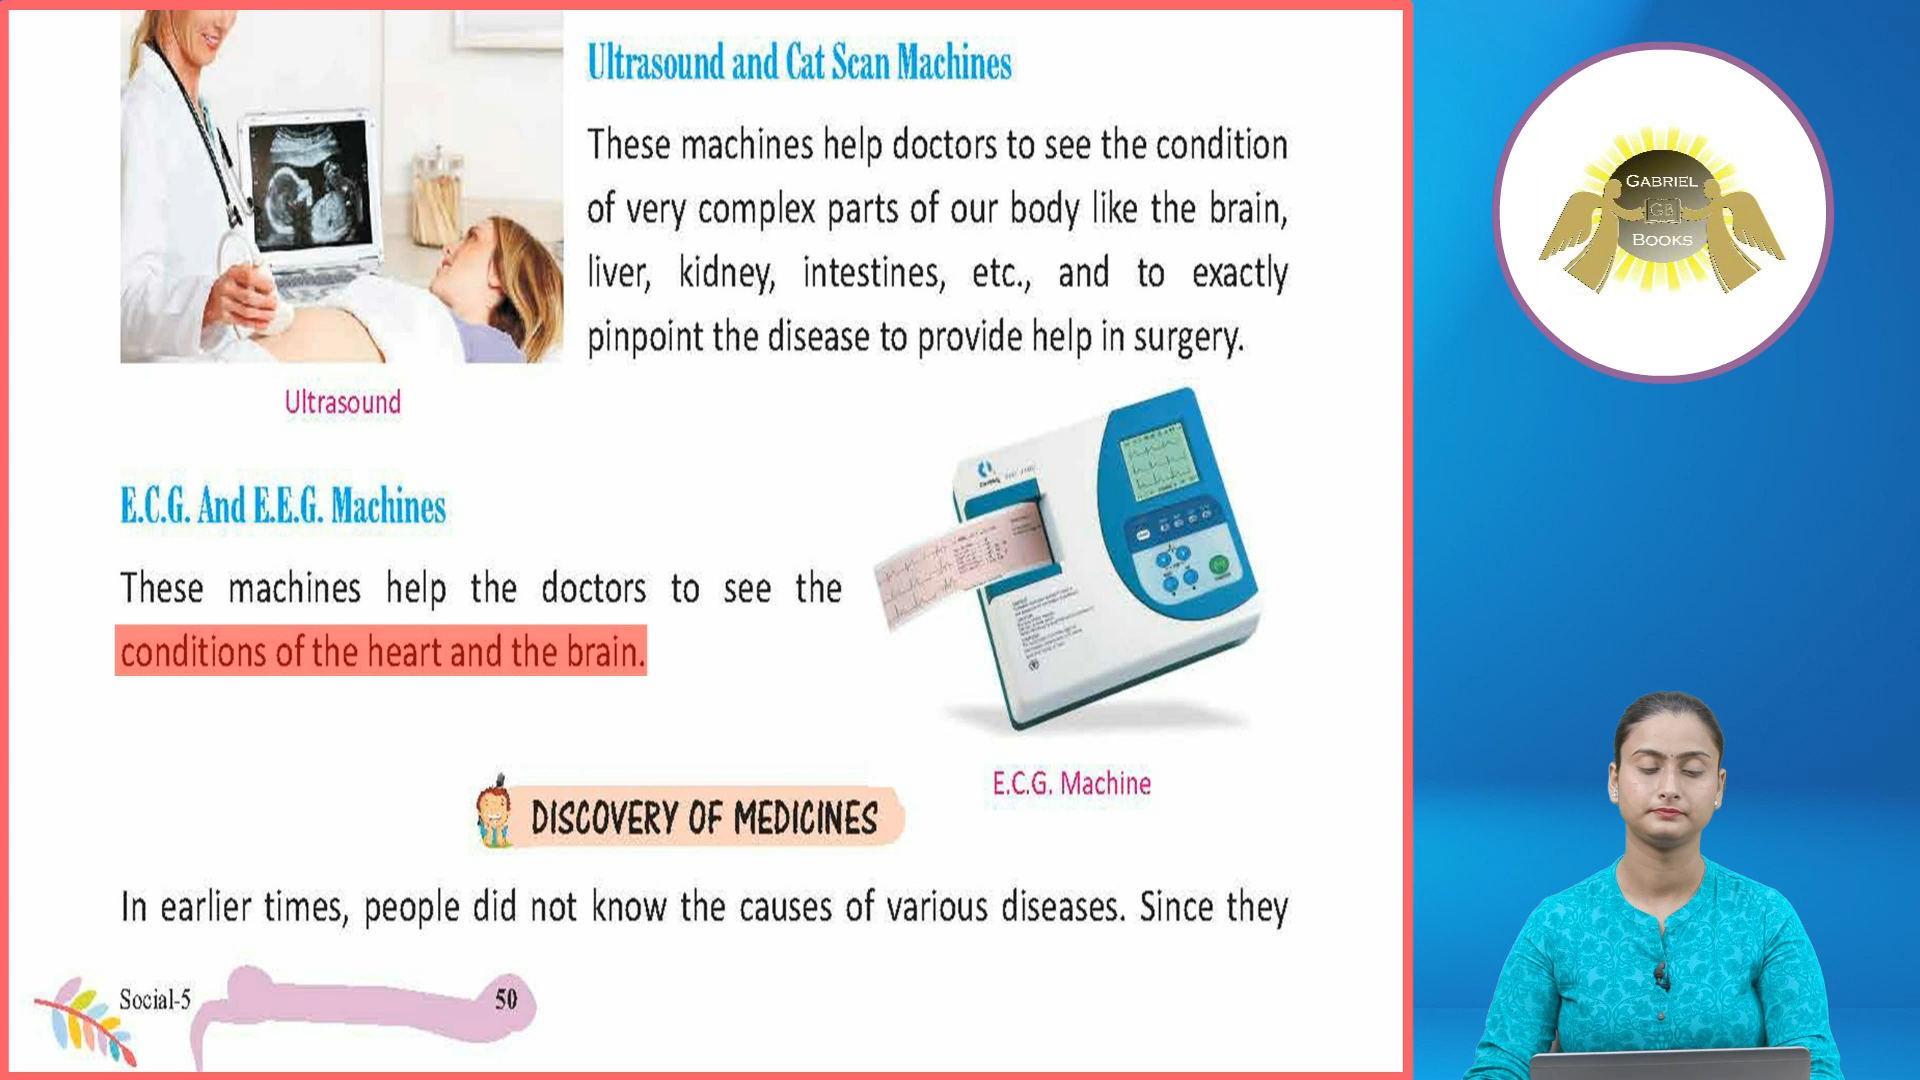 Ultrasound and Cat Scan Machines
These machines help doctors to see the condition
of very complex parts of our body like the brain,
liver, kidney, intestines, etc., and to exactly
pinpoint the disease to provide help in surgery.
Ultrasound
E.C.G. And E.E.G. Machines
These machines help the doctors to see the
conditions of the heart and the brain.
E.C.G. Machine
DISCOVERY OF MEDICINES
In earlier times, people did not know the causes of various diseases. Since they
Social-5
50
GABRIEL
GB
BOOKS